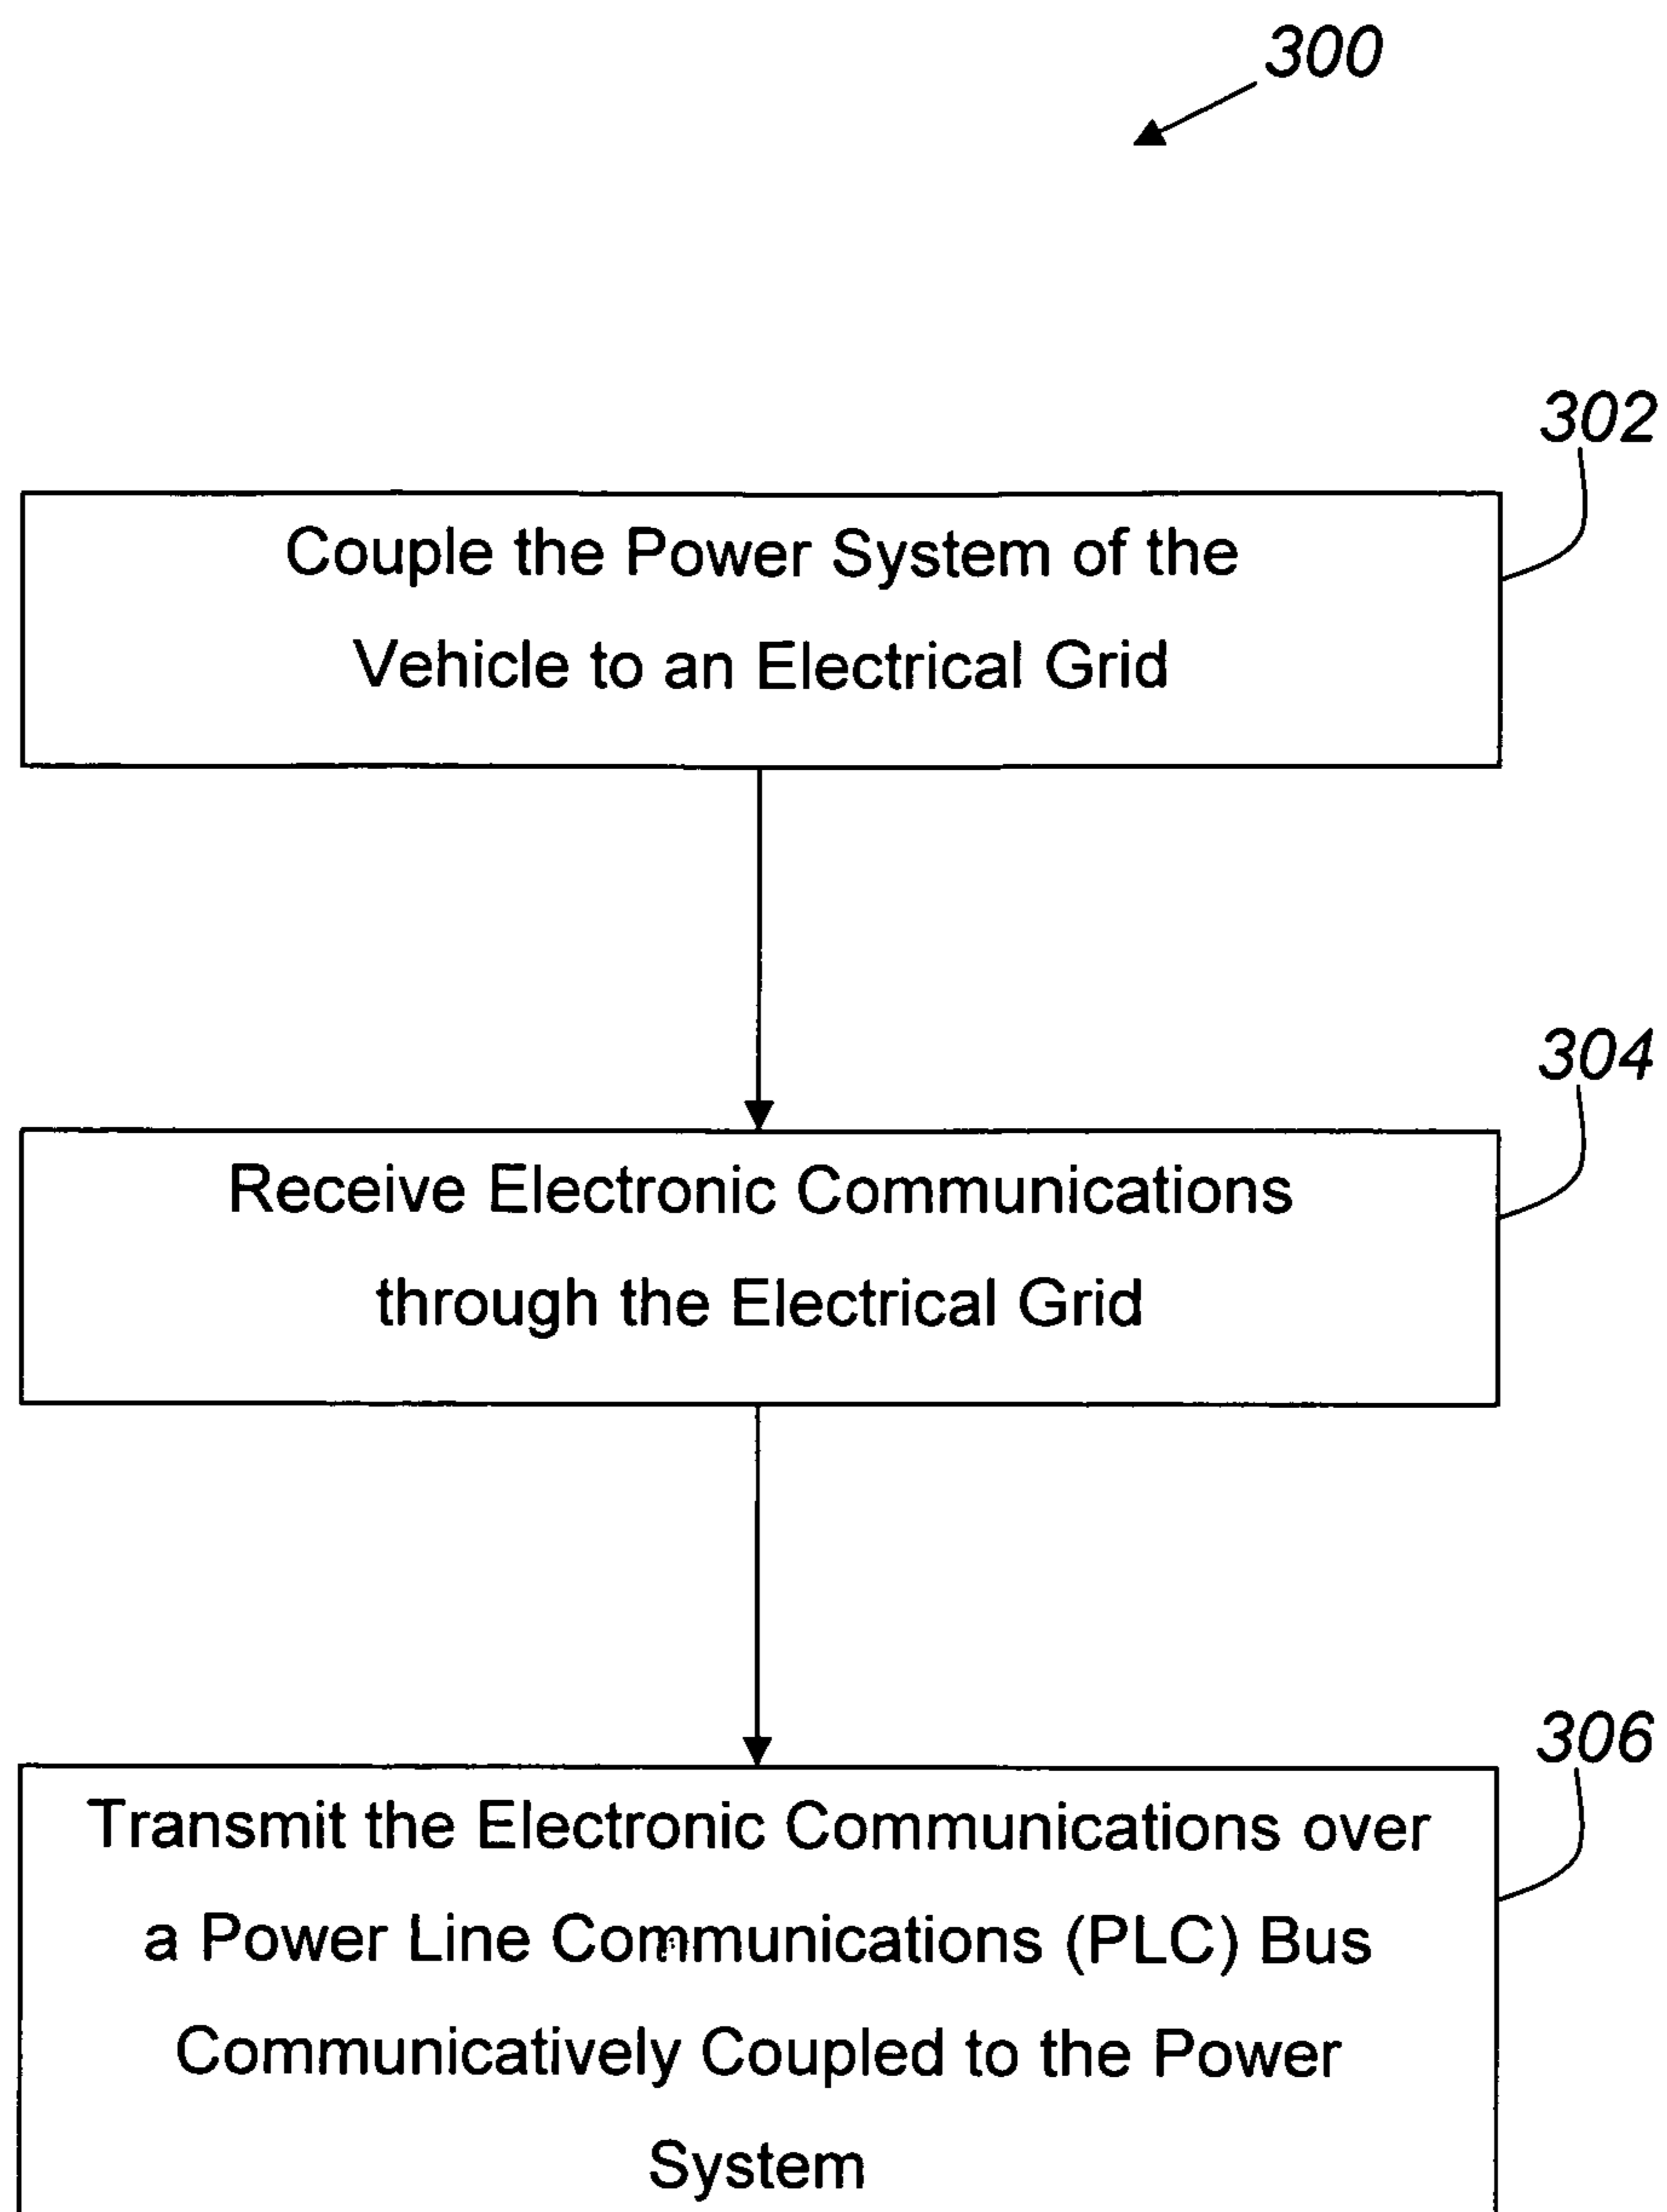 300
302
Couple the Power System of the
Vehicle to an Electrical Grid
304
Receive Electronic Communications
through the Electrical Grid
306
Transmit the Electronic Communications over
a Power Line Communications (PLC) Bus
Communicatively Coupled to the Power
System